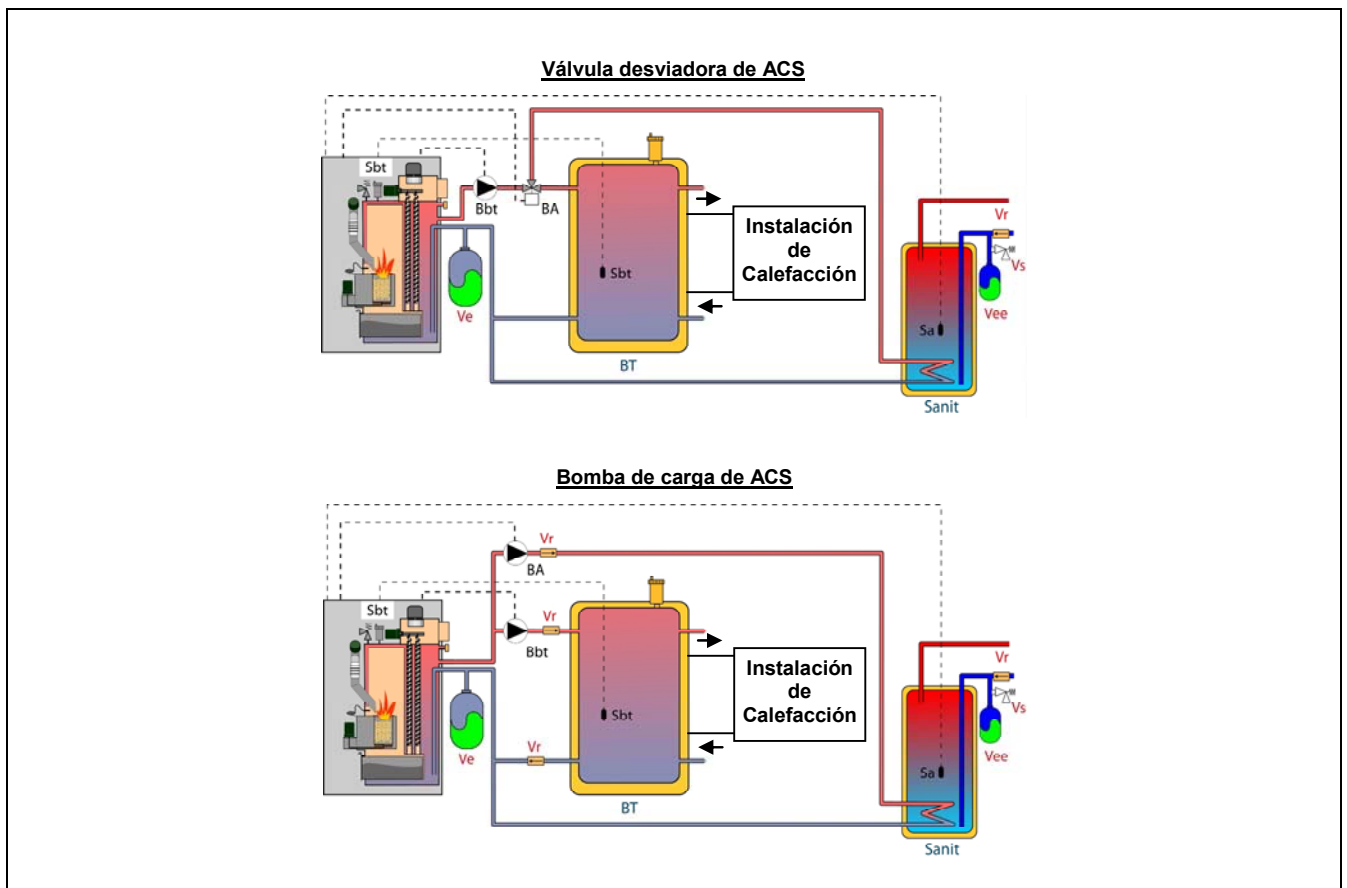 Válvula desviadora de ACS
Sbt
Bbt
BA
Ve
Sbt
BT
Instalación
de
Calefacción
Vr
Vs
Vee
Sa
Sanit
Bomba de carga de ACS
Vr
BA
Sbt
Vr
Bbt
Ve
Vr
Sbt
BT
Instalación
de
Calefacción
Vr
Vs
Vee
Sa
Sanit